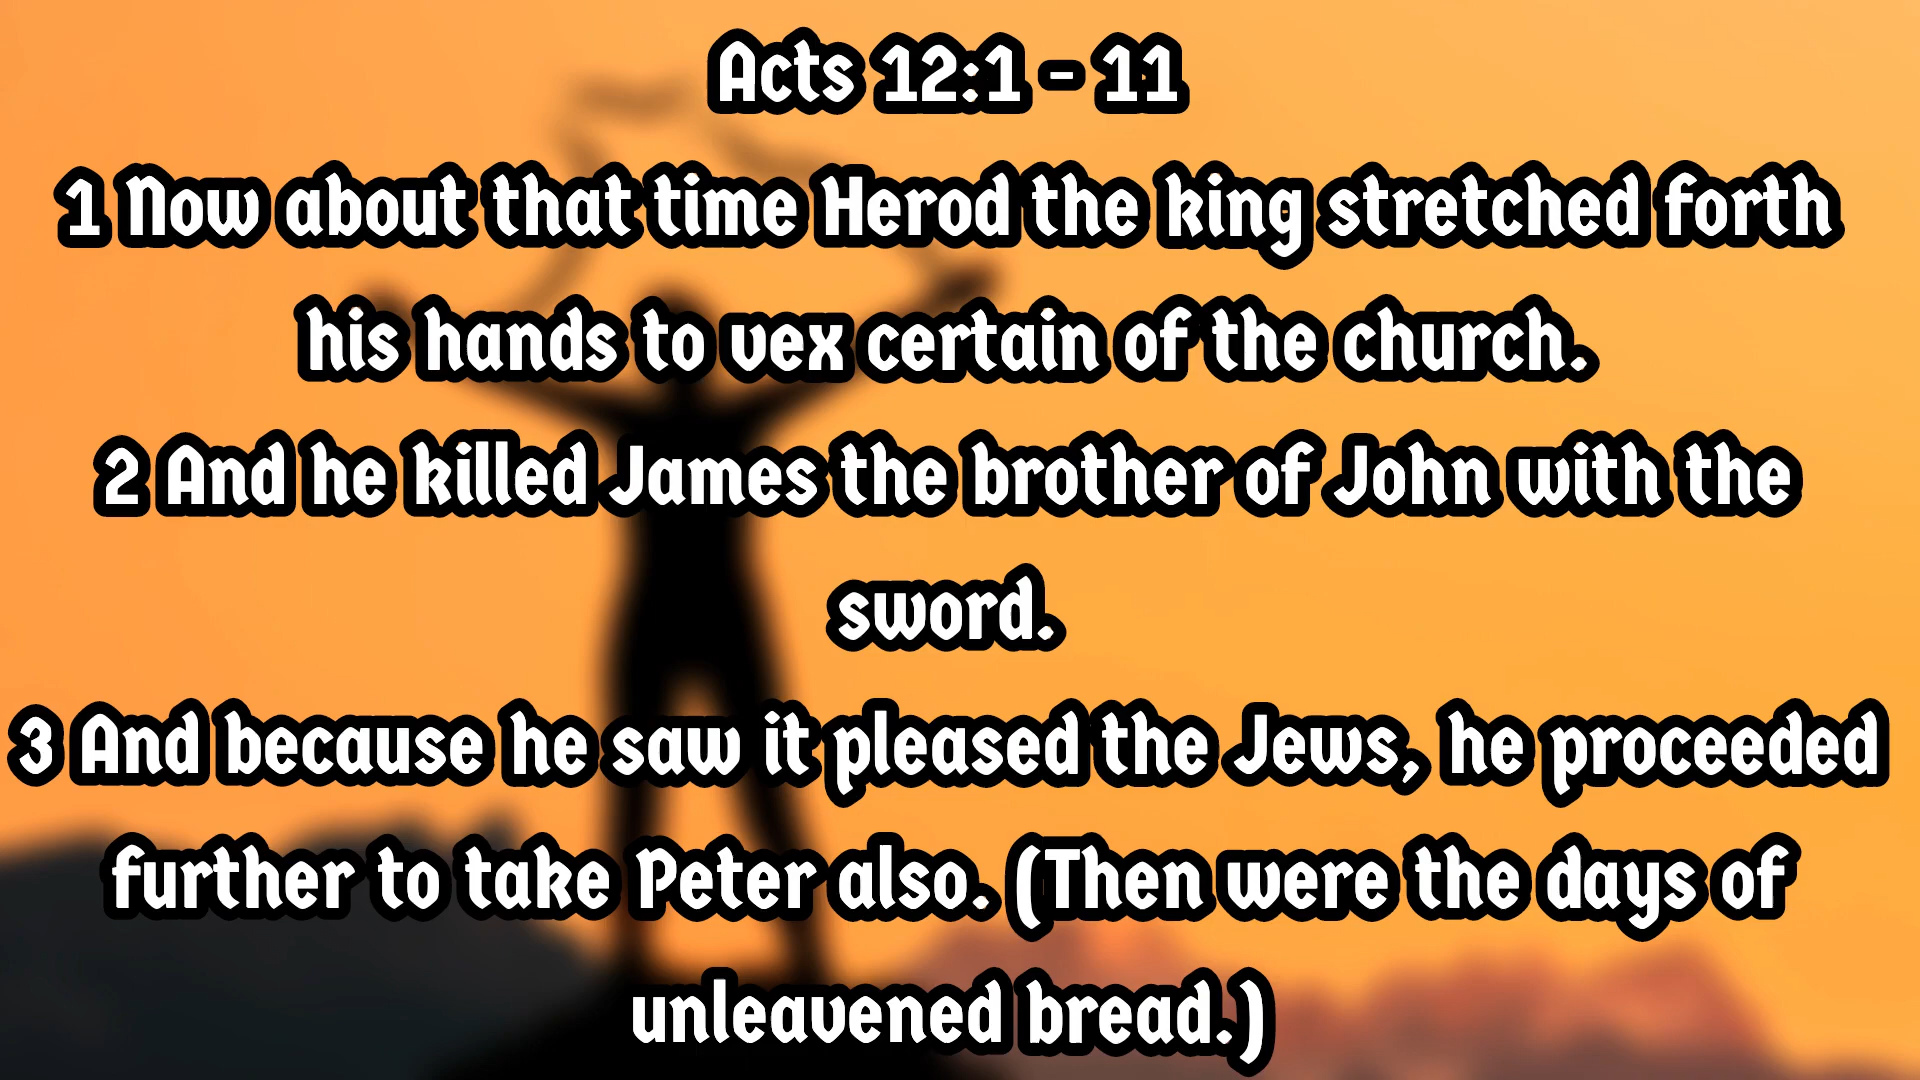 Acts 12:1 - 11
1 Now about that time Herod the king stretched forth
his hands to vex certain of the church.
2 And he killed James the brother of John with the
sword.
3 And because he saw it pleased the Jews, he proceeded
further to take Peter also. (Then were the days of
unleavened bread.)